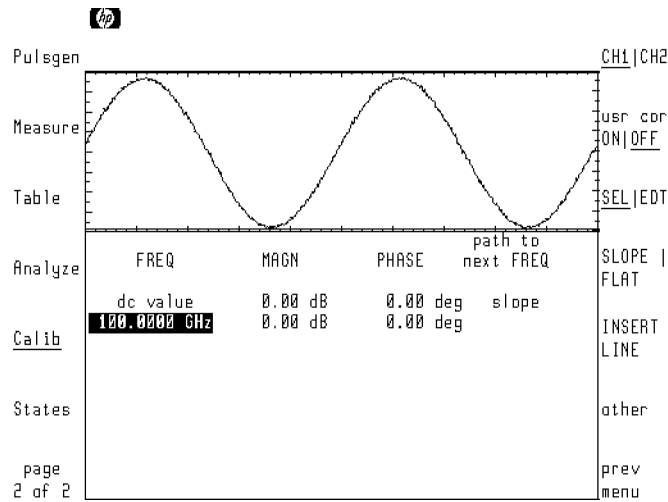 hp
Pulsgen
CH1|CH2
Measure
usr cor
ON|OFF
Table
SEL|EDT
Analyze
FREQ MAGN PHASE path to
next FREQ
SLOPE |
FLAT
dc value 0.00 dB 0.00 deg slope
100.0000 GHz 0.00 dB 0.00 deg
Calib
INSERT
LINE
States
other
page
2 of 2
prev
menu